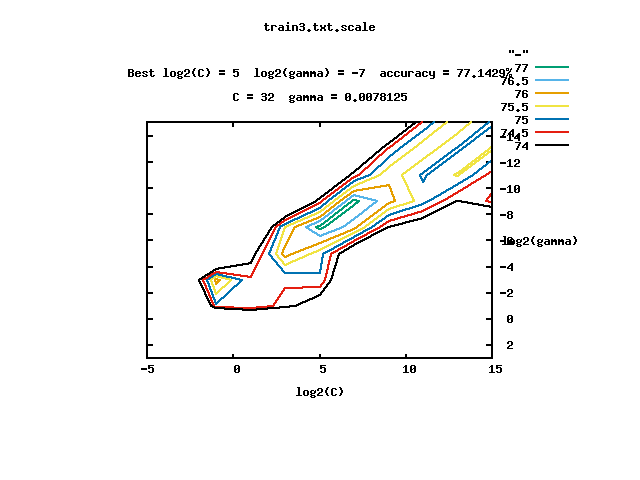 train3.txt.scale
"-"
Best log2(C) = 5 log2(gamma) = -7 accuracy = 77.1429%
77
76.5
76
C = 32 gamma = 0.0078125
75.5
75
74.5
-14
74
-12
-10
-8
-6
log2(gamma)
-4
-2
0
2
-5 0 5 10 15
log2(C)